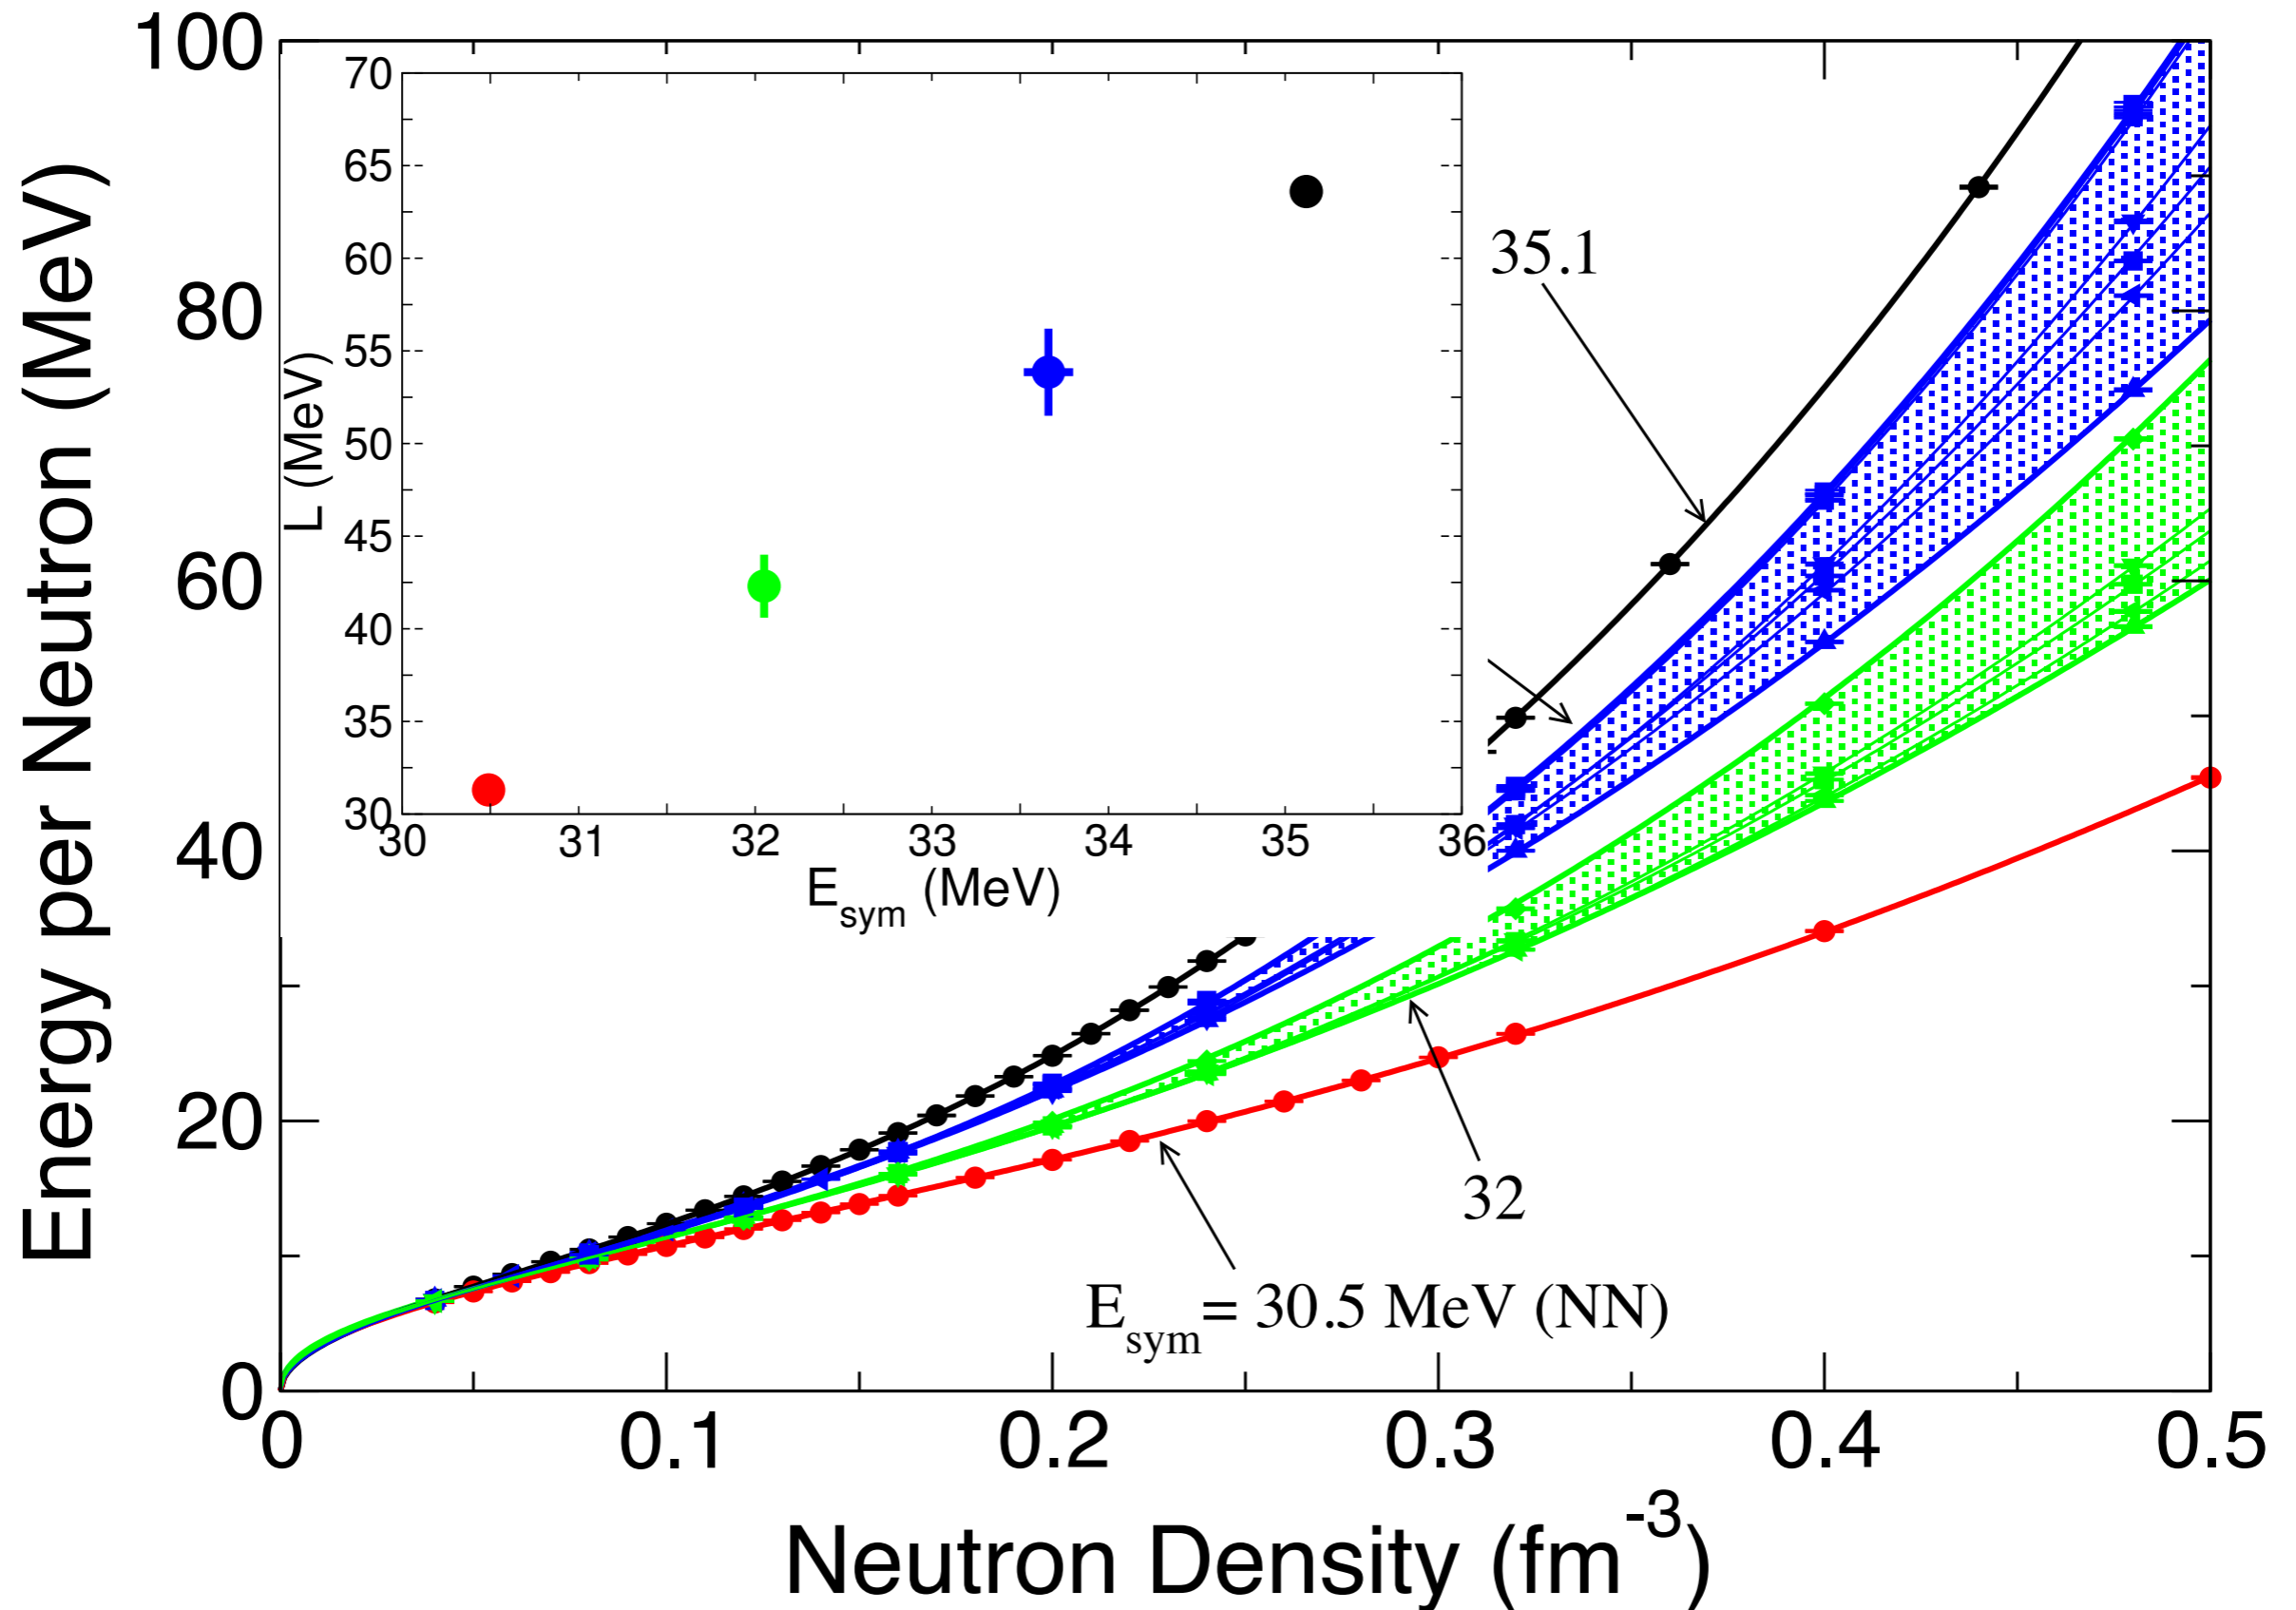 Energy per Neutron (MeV)
100
80
60
40
20
0
L (MeV)
70
65
60
55
50
45
40
35
30
30 31 32 33 34 35 36
E_sym (MeV)
35.1
32
E_sym = 30.5 MeV (NN)
0 0.1 0.2 0.3 0.4 0.5
Neutron Density (fm^-3)